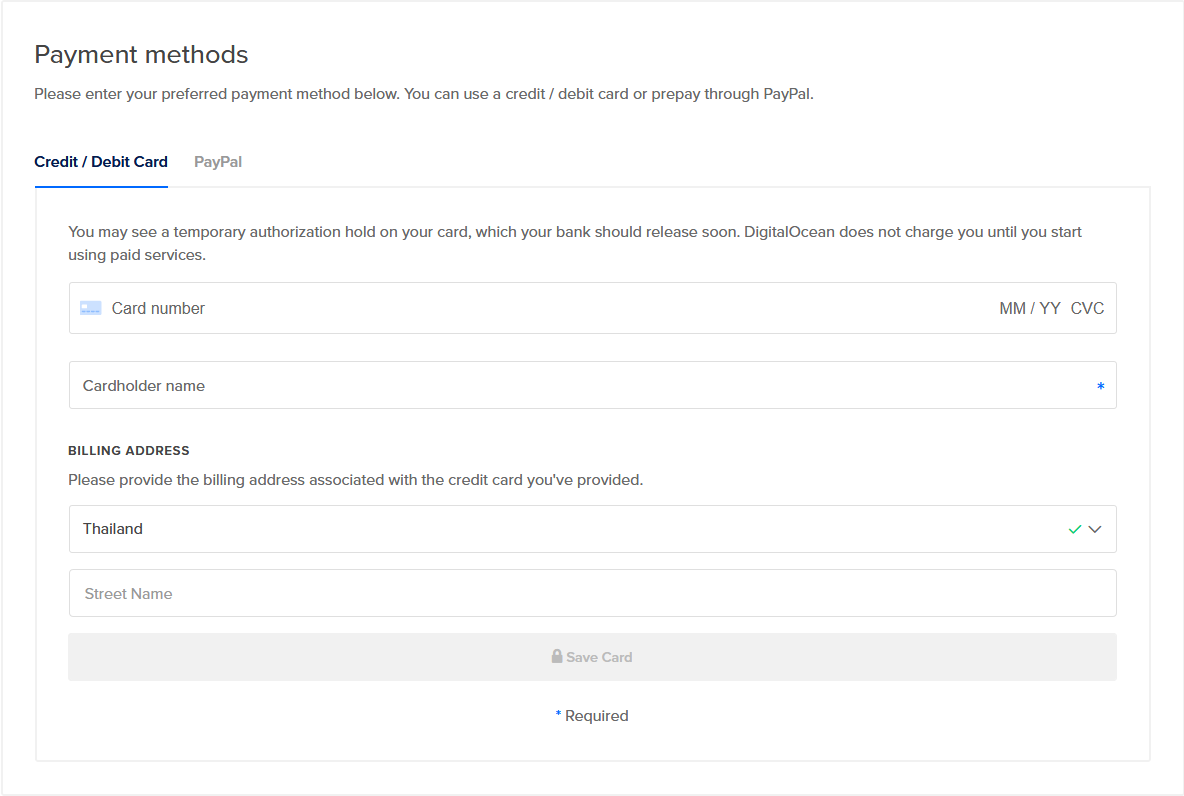 Payment methods
Please enter your preferred payment method below. You can use a credit / debit card or prepay through PayPal.
Credit / Debit Card PayPal
You may see a temporary authorization hold on your card, which your bank should release soon. DigitalOcean does not charge you until you start
using paid services.
Card number MM / YY CVC
Cardholder name *
BILLING ADDRESS
Please provide the billing address associated with the credit card you've provided.
Thailand
Street Name
Save Card
* Required